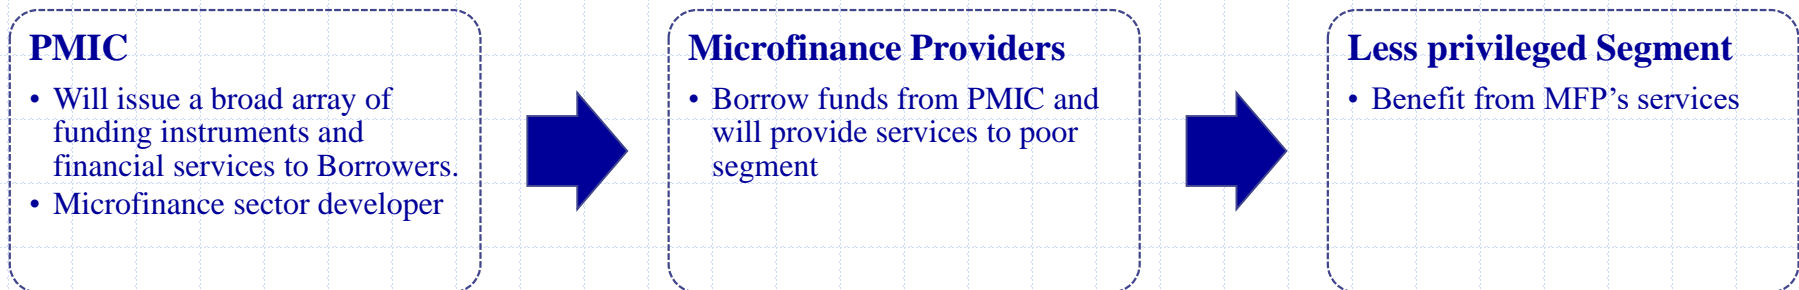 PMIC
• Will issue a broad array of
funding instruments and
financial services to Borrowers.
• Microfinance sector developer
Microfinance Providers
• Borrow funds from PMIC and
will provide services to poor
segment
Less privileged Segment
• Benefit from MFP’s services